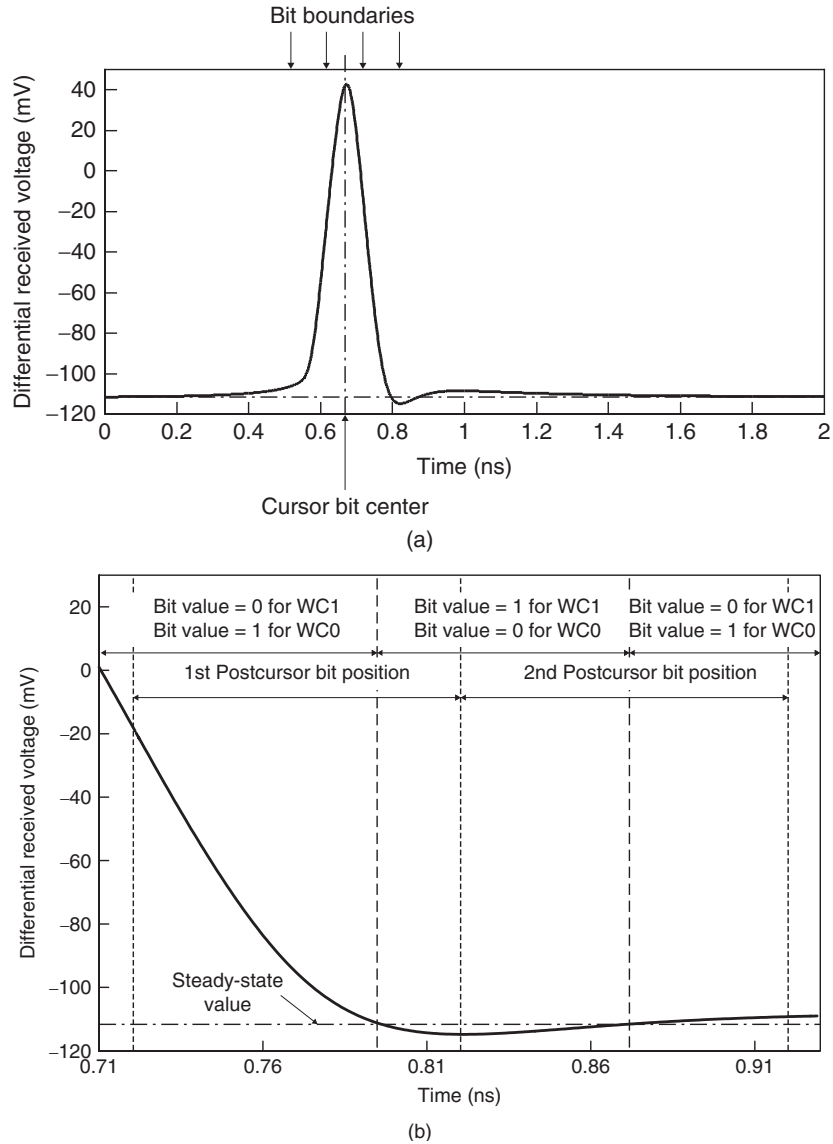 Bit boundaries
Differential received voltage (mV)
40
20
0
−20
−40
−60
−80
−100
−120
0 0.2 0.4 0.6 0.8 1 1.2 1.4 1.6 1.8 2
Time (ns)
Cursor bit center
(a)
Differential received voltage (mV)
20
0
−20
−40
−60
−80
−100
−120
Bit value = 0 for WC1
Bit value = 1 for WC0
Bit value = 1 for WC1
Bit value = 0 for WC0
Bit value = 0 for WC1
Bit value = 1 for WC0
1st Postcursor bit position
2nd Postcursor bit position
Steady-state
value
0.71 0.76 0.81 0.86 0.91
Time (ns)
(b)